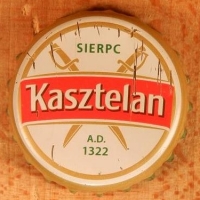 SIERPC
Kasztelan
A.D.
1322